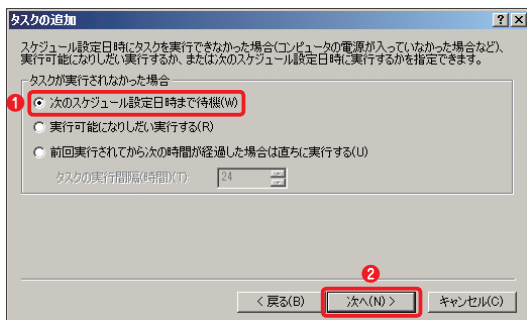 タスクの追加
スケジュール設定日時にタスクを実行できなかった場合(コンピュータの電源が入っていなかった場合など)、
実行可能になりしだい実行するか、または次のスケジュール設定日時に実行するかを指定できます。
タスクが実行されなかった場合
1 次のスケジュール設定日時まで待機(W)
実行可能になりしだい実行する(R)
前回実行されてから次の時間が経過した場合は直ちに実行する(U)
タスクの実行間隔(時間)(T): 24
2
< 戻る(B) 次へ(N) > キャンセル(C)